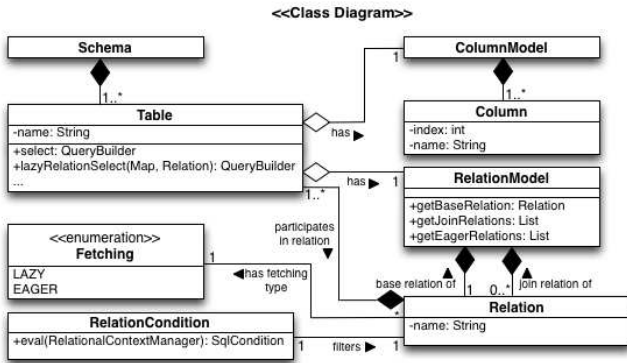 <<Class Diagram>>
Schema
1..*
Table
-name: String
+select: QueryBuilder
+lazyRelationSelect(Map, Relation): QueryBuilder
...
has
1
ColumnModel
1..*
Column
-index: int
-name: String
has
1
1..*
RelationModel
+getBaseRelation: Relation
+getJoinRelations: List
+getEagerRelations: List
participates
in relation
<<enumeration>>
Fetching
LAZY
EAGER
1
has fetching
type
*
base relation of
1
0..*
join relation of
Relation
-name: String
RelationCondition
+eval(RelationalContextManager): SqlCondition
1
filters
1